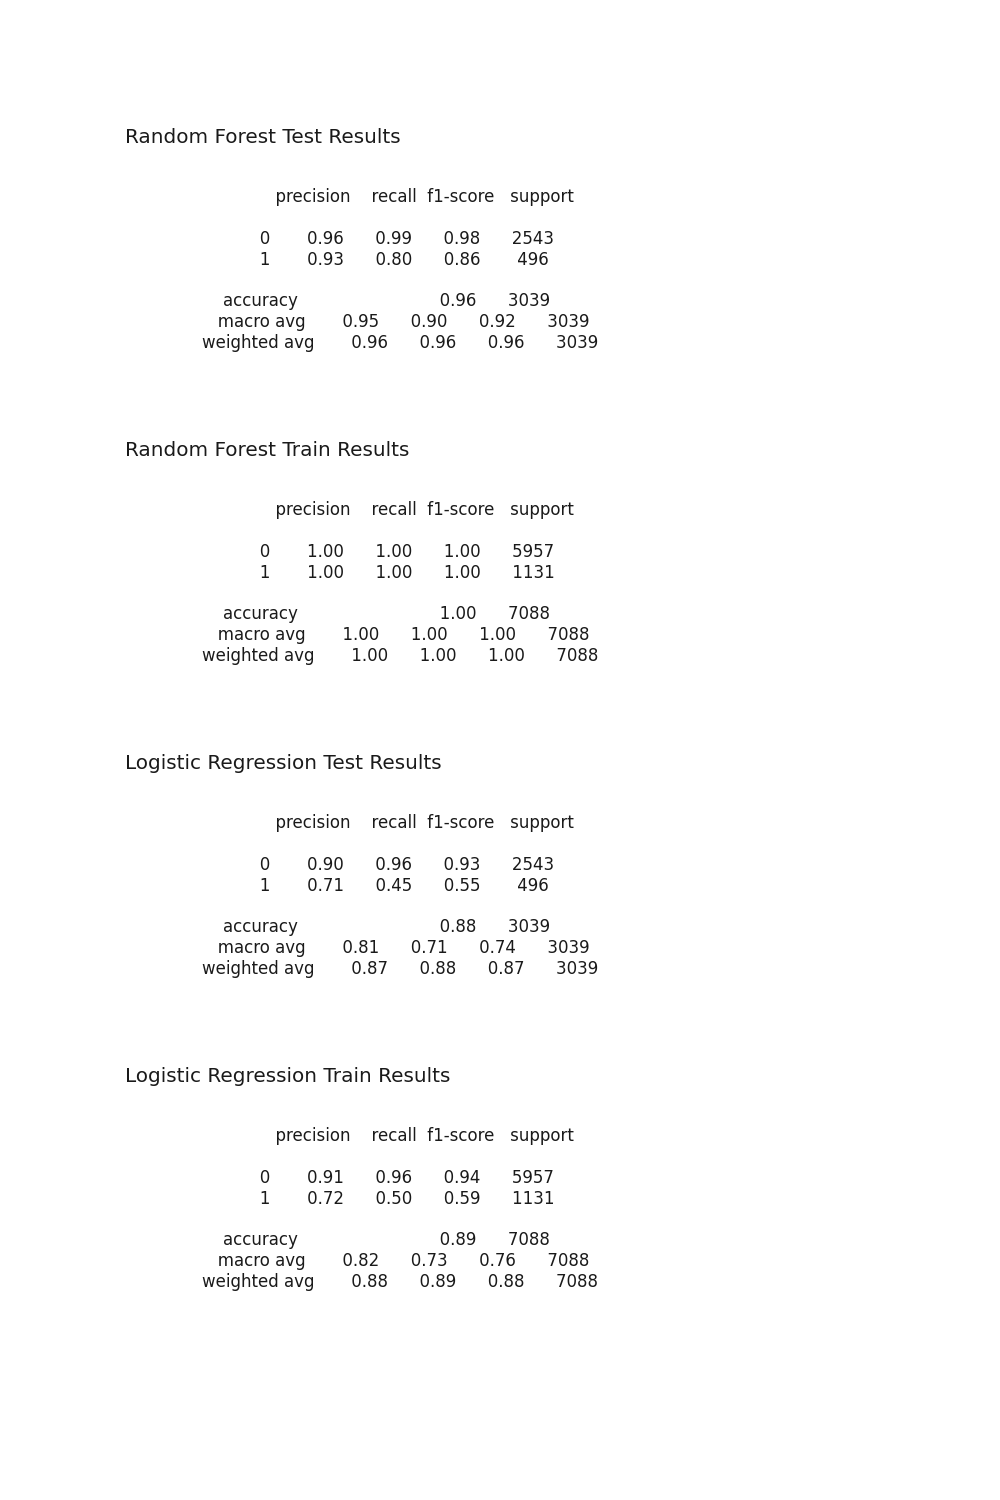 Random Forest Test Results
precision recall f1-score support
0 0.96 0.99 0.98 2543
1 0.93 0.80 0.86 496
accuracy 0.96 3039
macro avg 0.95 0.90 0.92 3039
weighted avg 0.96 0.96 0.96 3039
Random Forest Train Results
precision recall f1-score support
0 1.00 1.00 1.00 5957
1 1.00 1.00 1.00 1131
accuracy 1.00 7088
macro avg 1.00 1.00 1.00 7088
weighted avg 1.00 1.00 1.00 7088
Logistic Regression Test Results
precision recall f1-score support
0 0.90 0.96 0.93 2543
1 0.71 0.45 0.55 496
accuracy 0.88 3039
macro avg 0.81 0.71 0.74 3039
weighted avg 0.87 0.88 0.87 3039
Logistic Regression Train Results
precision recall f1-score support
0 0.91 0.96 0.94 5957
1 0.72 0.50 0.59 1131
accuracy 0.89 7088
macro avg 0.82 0.73 0.76 7088
weighted avg 0.88 0.89 0.88 7088